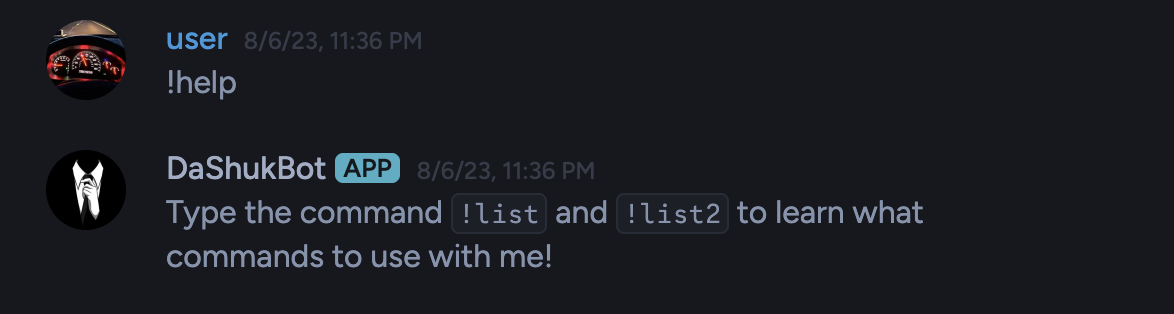 user 8/6/23, 11:36 PM
!help
DaShukBot APP 8/6/23, 11:36 PM
Type the command !list and !list2 to learn what
commands to use with me!